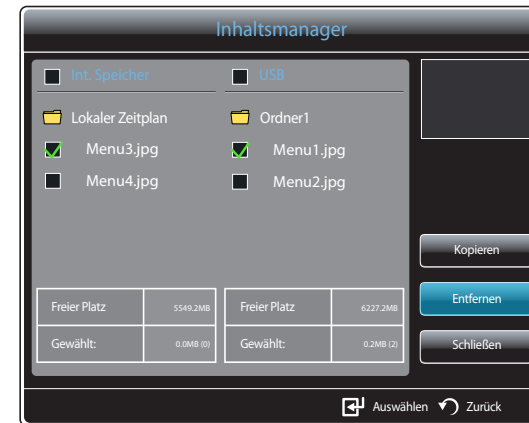 Inhaltsmanager
Int. Speicher
USB
Lokaler Zeitplan
Ordner1
Menu3.jpg
Menu1.jpg
Menu4.jpg
Menu2.jpg
Kopieren
Entfernen
Schließen
Freier Platz 5549.2MB
Freier Platz 6227.2MB
Gewählt: 0.0MB (0)
Gewählt: 0.2MB (2)
Auswählen Zurück